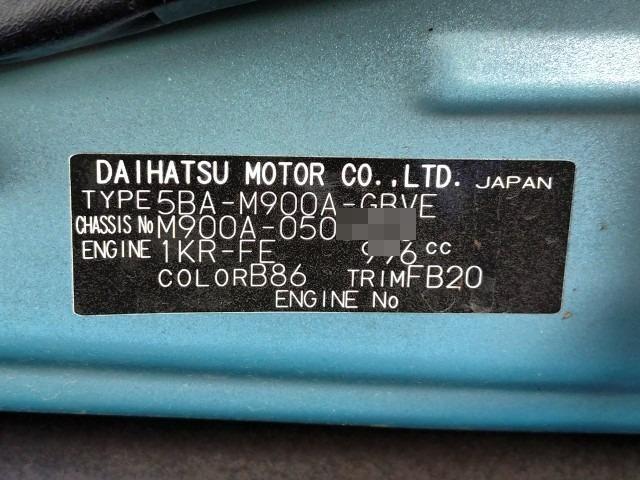 DAIHATSU MOTOR CO.,LTD. JAPAN
TYPE 5BA-M900A-GBVE
CHASSIS No M900A-050
ENGINE 1KR-FE 996 cc
COLOR B86 TRIM FB20
ENGINE No